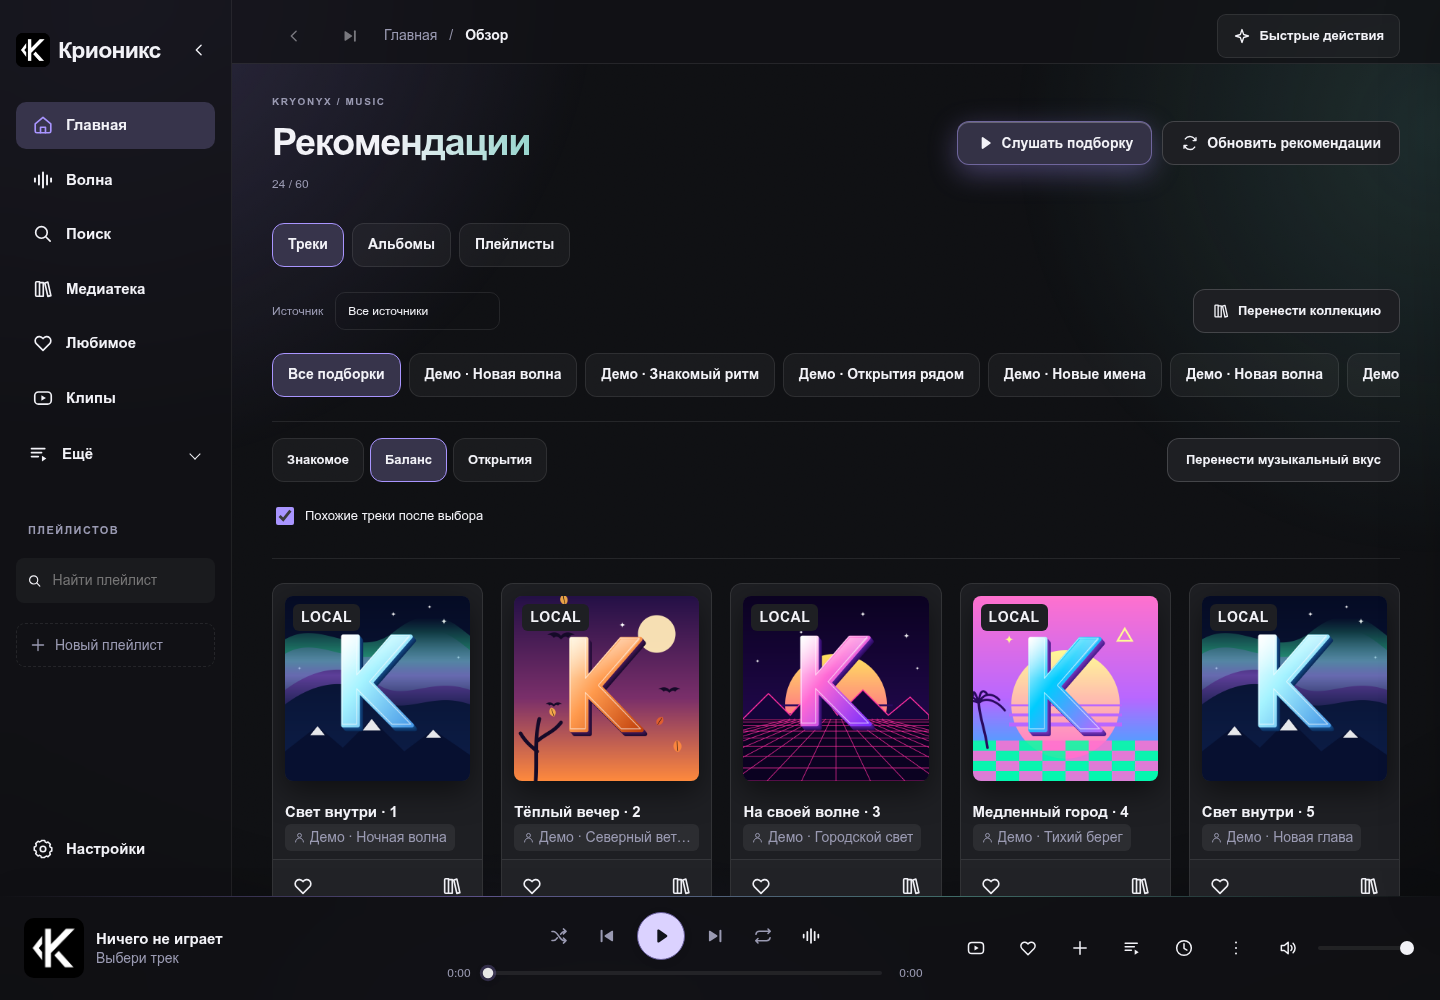 Крионикс
Главная
Волна
Поиск
Медиатека
Любимое
Клипы
Ещё
ПЛЕЙЛИСТОВ
Найти плейлист
Новый плейлист
Настройки
Главная / Обзор
Быстрые действия
KRYONYX / MUSIC
Рекомендации
24 / 60
Слушать подборку
Обновить рекомендации
Треки
Альбомы
Плейлисты
Источник
Все источники
Перенести коллекцию
Все подборки
Демо · Новая волна
Демо · Знакомый ритм
Демо · Открытия рядом
Демо · Новые имена
Демо · Новая волна
Демо
Знакомое
Баланс
Открытия
Перенести музыкальный вкус
Похожие треки после выбора
LOCAL
K
Свет внутри · 1
Демо · Ночная волна
LOCAL
K
Тёплый вечер · 2
Демо · Северный вет...
LOCAL
K
На своей волне · 3
Демо · Городской свет
LOCAL
K
Медленный город · 4
Демо · Тихий берег
LOCAL
K
Свет внутри · 5
Демо · Новая глава
Ничего не играет
Выбери трек
0:00
0:00